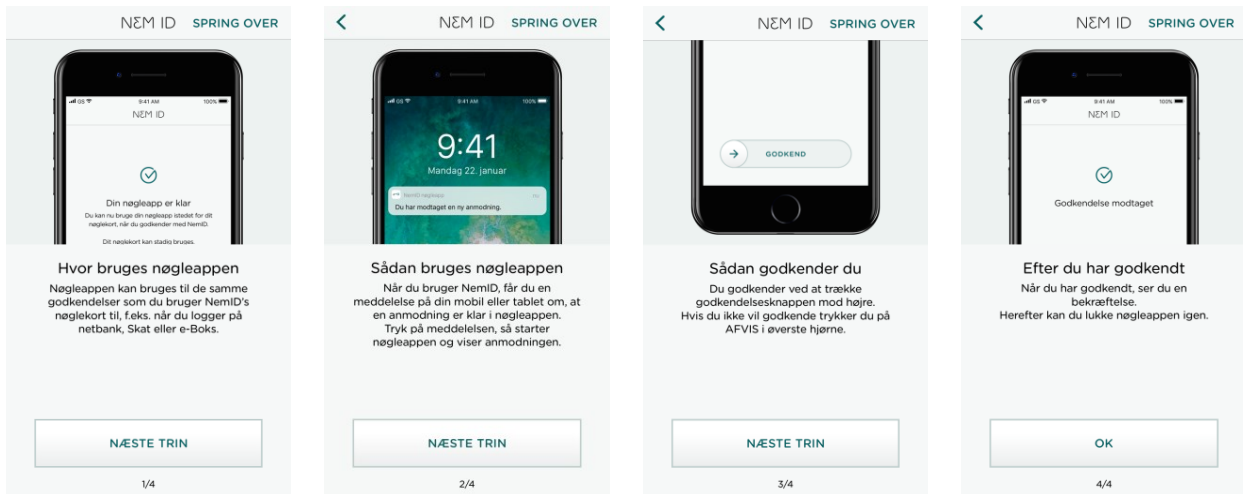 NEM ID SPRING OVER
9:41 AM 100%
NEM ID
Din nøgleapp er klar
Du kan nu bruge din nøgleapp istedet for dit
nøglekort, når du godkender med NemID.
Dit nøglekort kan stadig bruges.
Hvor bruges nøgleappen
Nøgleappen kan bruges til de samme
godkendelser som du bruger NemID's
nøglekort til, f.eks. når du logger på
netbank, Skat eller e-Boks.
NÆSTE TRIN
1/4
NEM ID SPRING OVER
9:41 AM 100%
9:41
Mandag 22. januar
NemID nøgleapp
Du har modtaget en ny anmodning.
Sådan bruges nøgleappen
Når du bruger NemID, får du en
meddelelse på din mobil eller tablet om, at
en anmodning er klar i nøgleappen.
Tryk på meddelelsen, så starter
nøgleappen og viser anmodningen.
NÆSTE TRIN
2/4
NEM ID SPRING OVER
GODKEND
Sådan godkender du
Du godkender ved at trække
godkendelsesknappen mod højre.
Hvis du ikke vil godkende trykker du på
AFVIS i øverste hjørne.
NÆSTE TRIN
3/4
NEM ID SPRING OVER
9:41 AM 100%
NEM ID
Godkendelse modtaget
Efter du har godkendt
Når du har godkendt, ser du en
bekræftelse.
Herefter kan du lukke nøgleappen igen.
OK
4/4